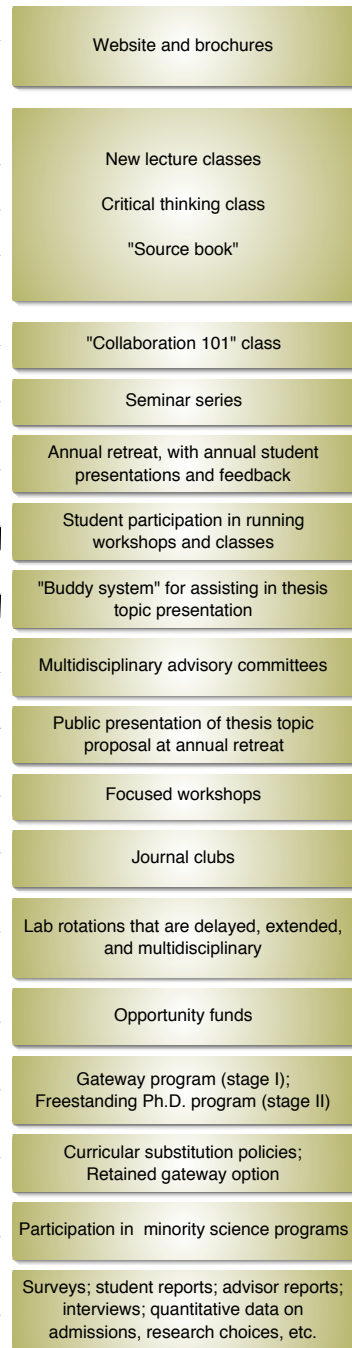 Website and brochures
New lecture classes
Critical thinking class
"Source book"
"Collaboration 101" class
Seminar series
Annual retreat, with annual student
presentations and feedback
Student participation in running
workshops and classes
"Buddy system" for assisting in thesis
topic presentation
Multidisciplinary advisory committees
Public presentation of thesis topic
proposal at annual retreat
Focused workshops
Journal clubs
Lab rotations that are delayed, extended,
and multidisciplinary
Opportunity funds
Gateway program (stage I);
Freestanding Ph.D. program (stage II)
Curricular substitution policies;
Retained gateway option
Participation in  minority science programs
Surveys; student reports; advisor reports;
interviews; quantitative data on
admissions, research choices, etc.